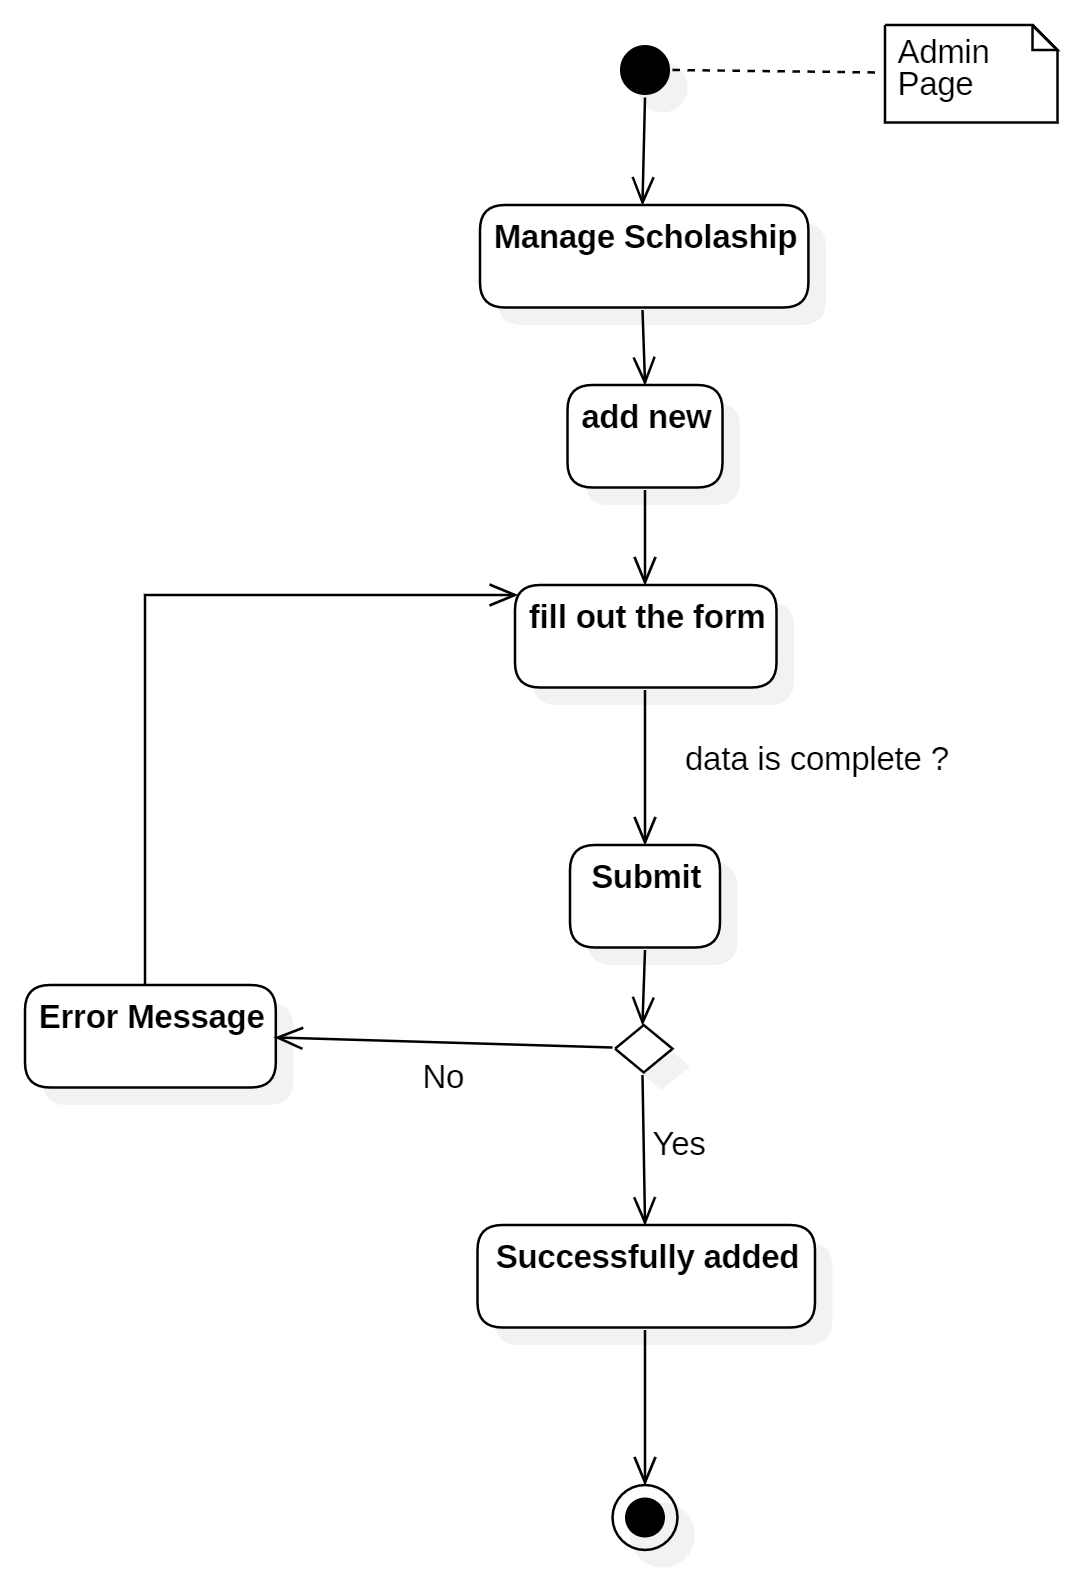 Admin
Page
Manage Scholaship
add new
fill out the form
data is complete ?
Submit
Error Message
No
Yes
Successfully added